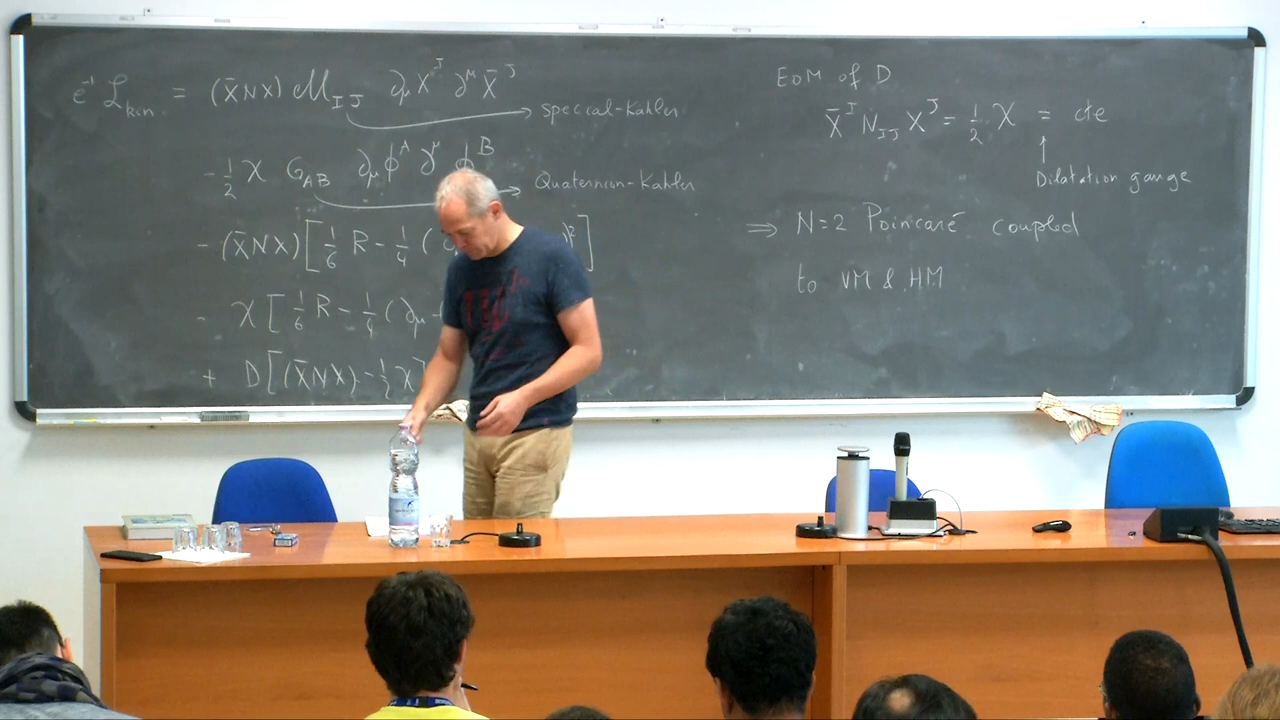 e⁻¹ ℒ_kin = (X̄NX) ℳ_IJ ∂_μ X^J ∂^μ X̄^J → special-Kahler
- ½ χ G_AB ∂_μ ϕ^A ∂^μ ϕ^B → Quaternion-Kahler
- (X̄NX) [ 1/6 R - 1/4 ( )² ]
- χ [ 1/6 R - 1/4 (∂_μ -
+ D [ (X̄NX) - ½ χ ]
EoM of D
X̄^I N_IJ X^J = ½ χ = cte
↑
Dilatation gauge
⇒ N=2 Poincaré coupled
to VM & HM